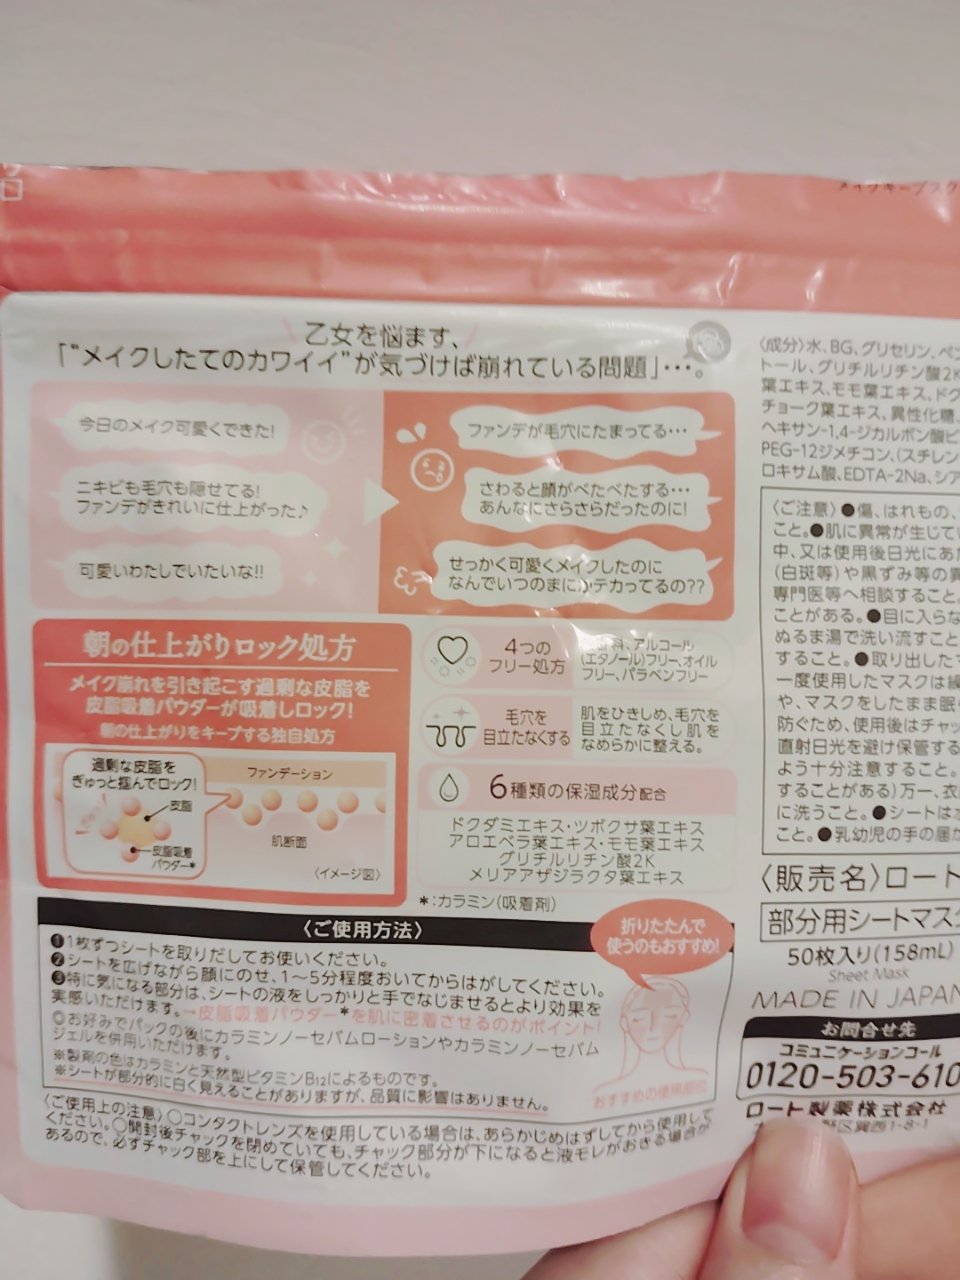 乙女を悩ます、
「"メイクしたてのカワイイ"が気づけば崩れている問題」…。
今日のメイク可愛くできた!
ニキビも毛穴も隠せてる!
ファンデがきれいに仕上がった♪
可愛いわたしでいたいな!!
ファンデが毛穴にたまってる…
さわると顔がべたべたする…
あんなにさらさらだったのに!
せっかく可愛くメイクしたのに
なんでいつのまにかテカってるの??
朝の仕上がりロック処方
メイク崩れを引き起こす過剰な皮脂を
皮脂吸着パウダーが吸着しロック!
朝の仕上がりをキープする独自処方
過剰な皮脂を
ぎゅっと掴んでロック!
皮脂
皮脂吸着
パウダー*
ファンデーション
肌断面
〈イメージ図〉
4つの
フリー処方
料、アルコール
(エタノール)フリー、オイル
フリー、パラベンフリー
毛穴を
目立たなくする
肌をひきしめ、毛穴を
目立たなくし肌を
なめらかに整える。
6種類の保湿成分配合
ドクダミエキス・ツボクサ葉エキス
アロエベラ葉エキス・モモ葉エキス
グリチルリチン酸2K
メリアアザジラクタ葉エキス
*:カラミン(吸着剤)
〈ご使用方法〉
折りたたんで
使うのもおすすめ!
❶1枚ずつシートを取りだしてお使いください。
❷シートを広げながら顔にのせ、1〜5分程度おいてからはがしてください。
❸特に気になる部分は、シートの液をしっかりと手でなじませるとより効果を
実感いただけます。→皮脂吸着パウダー*を肌に密着させるのがポイント!
◎お好みでパックの後にカラミンノーセバムローションやカラミンノーセバム
ジェルを併用いただけます。
※製剤の色はカラミンと天然型ビタミンB12によるものです。
※シートが部分的に白く見えることがありますが、品質に影響はありません。
おすすめの使用部位
〈ご使用上の注意〉○コンタクトレンズを使用している場合は、あらかじめはずしてから使用して
ください。○開封後チャックを閉めていても、チャック部分が下になると液モレがおきる場合が
あるので、必ずチャック部を上にして保管してください。
〈成分〉水、BG、グリセリン、ペン
トール、グリチルリチン酸2K
葉エキス、モモ葉エキス、ドク
チョーク葉エキス、異性化糖、
ヘキサン-1,4-ジカルボン酸ビ
PEG-12ジメチコン、(スチレン
ロキサム酸、EDTA-2Na、シア
〈ご注意〉●傷、はれもの、
こと。●肌に異常が生じてい
中、又は使用後日光にあた
(白斑等)や黒ずみ等の異
専門医等へ相談すること。
ことがある。●目に入らな
ぬるま湯で洗い流すこと
すること。●取り出したマ
一度使用したマスクは繰
や、マスクをしたまま眠
防ぐため、使用後はチャッ
直射日光を避け保管する
よう十分注意すること。
することがある)万一、衣
に洗うこと。●シートは水
こと。●乳幼児の手の届か
〈販売名〉ロート
部分用シートマスク
50枚入り(158mL)
Sheet Mask
MADE IN JAPAN
お問合せ先
コミュニケーションコール
0120-503-610
ロート製薬株式会社
区巽西1-8-1